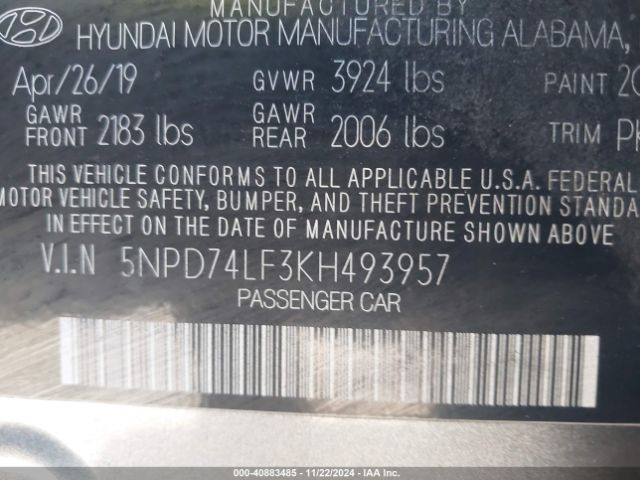 MANUFACTURED BY
HYUNDAI MOTOR MANUFACTURING ALABAMA,
Apr/26/19 GVWR 3924 lbs PAINT
GAWR FRONT 2183 lbs GAWR REAR 2006 lbs TRIM
THIS VEHICLE CONFORMS TO ALL APPLICABLE U.S.A. FEDERAL
MOTOR VEHICLE SAFETY, BUMPER, AND THEFT PREVENTION
IN EFFECT ON THE DATE OF MANUFACTURE SHOWN ABOVE
V.I.N 5NPD74LF3KH493957
PASSENGER CAR
000-40883485 - 11/22/2024 - IAA Inc.